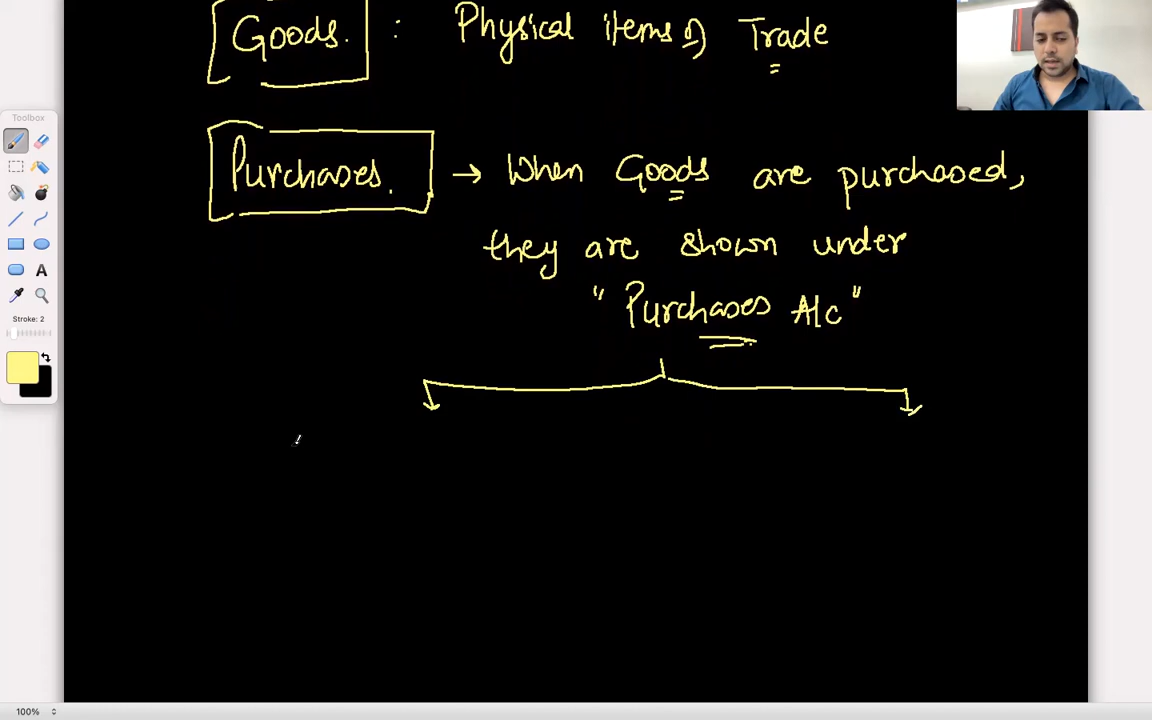 Goods. : Physical items of Trade
Toolbox
Purchases. → When Goods are purchased,
they are shown under
" Purchases A/c "
A
Stroke: 2
100%